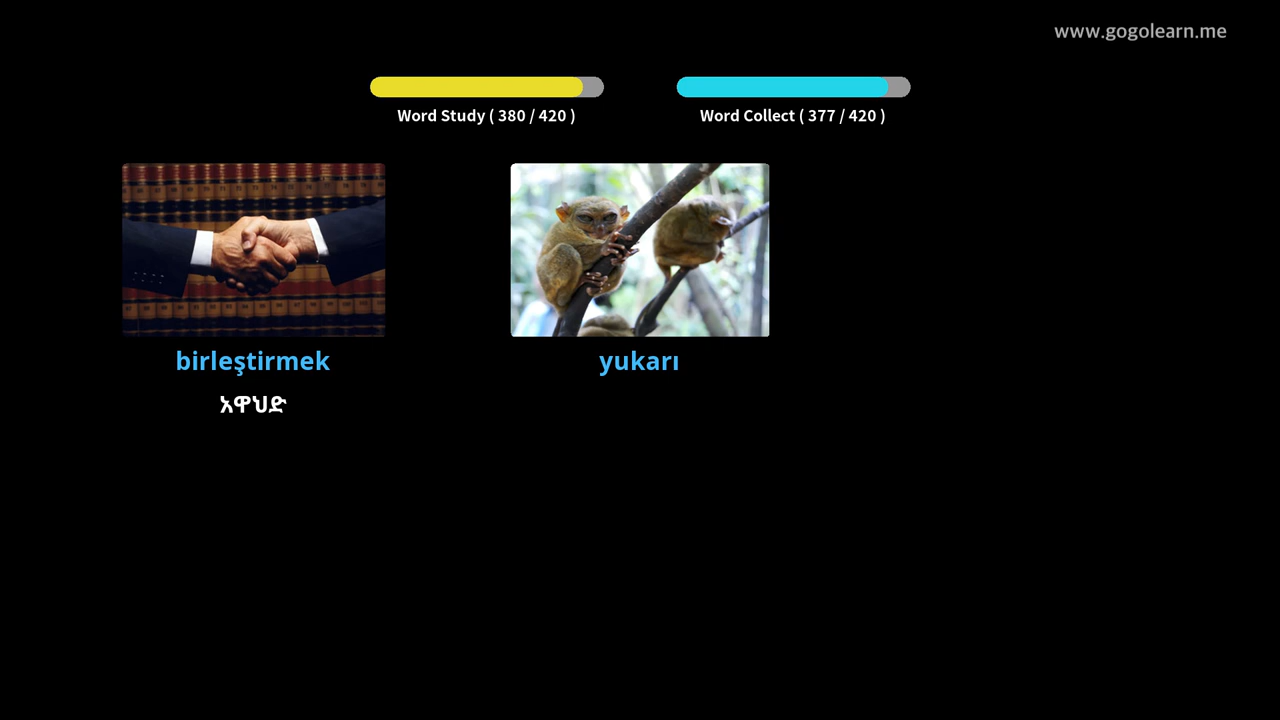 www.gogolearn.me
Word Study ( 380 / 420 )
Word Collect ( 377 / 420 )
birleştirmek
yukarı
አዋህድ